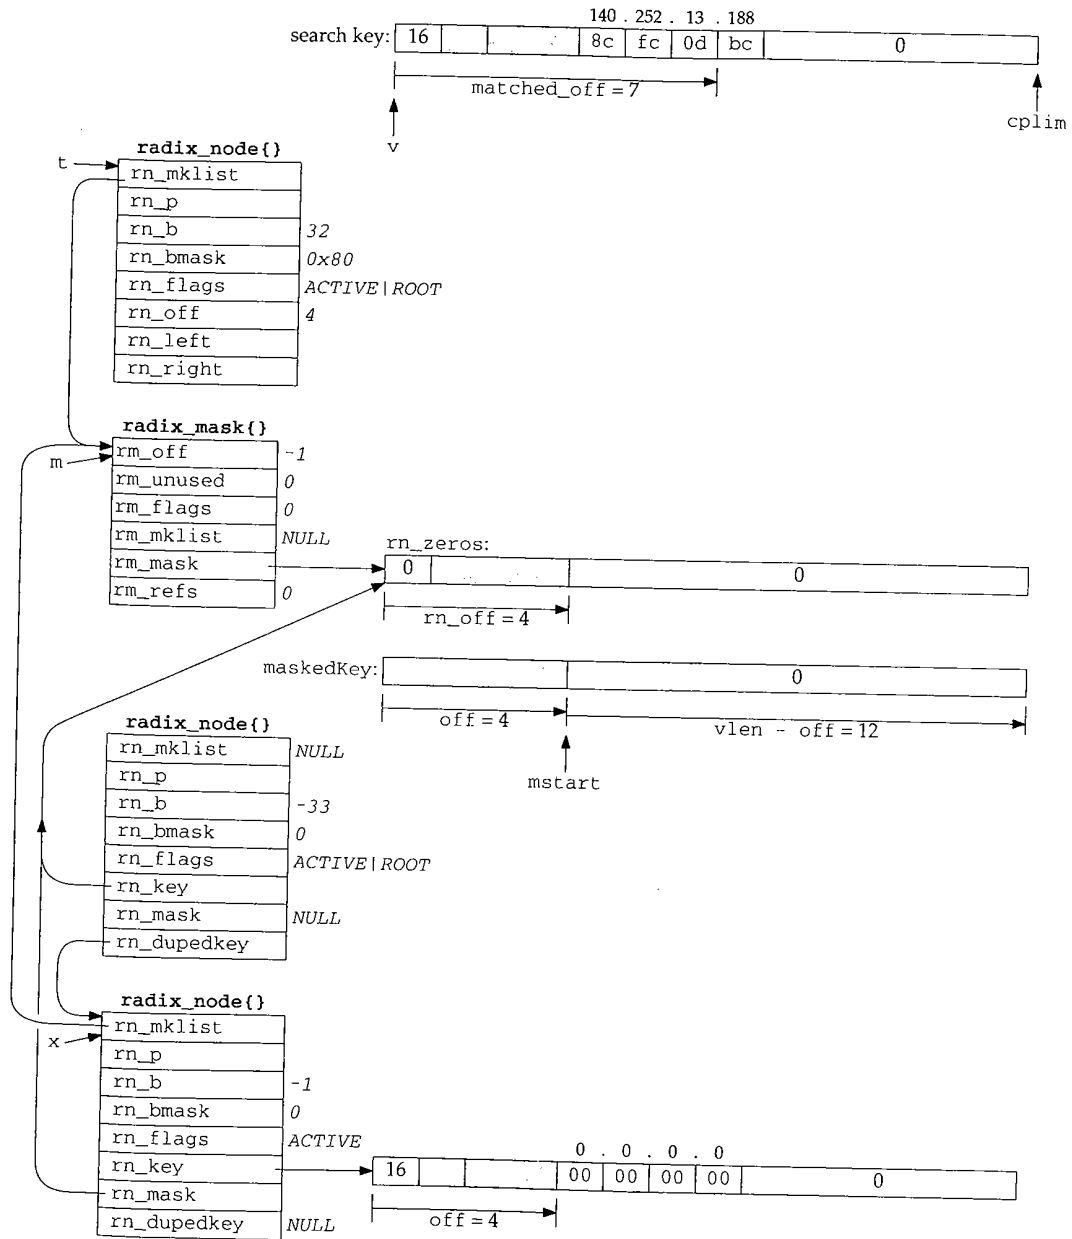 140 . 252 . 13 . 188
search key: 16 8c fc 0d bc 0
matched_off = 7
v
cplim
radix_node{}
t
rn_mklist
rn_p
rn_b 32
rn_bmask 0x80
rn_flags ACTIVE|ROOT
rn_off 4
rn_left
rn_right
radix_mask{}
rm_off -1
m
rm_unused 0
rm_flags 0
rm_mklist NULL
rm_mask
rm_refs 0
rn_zeros:
0 0
rn_off = 4
maskedKey: 0
off = 4
vlen - off = 12
mstart
radix_node{}
rn_mklist NULL
rn_p
rn_b -33
rn_bmask 0
rn_flags ACTIVE|ROOT
rn_key
rn_mask NULL
rn_dupedkey
radix_node{}
rn_mklist
x
rn_p
rn_b -1
rn_bmask 0
rn_flags ACTIVE
rn_key
rn_mask
rn_dupedkey NULL
0 . 0 . 0 . 0
16 00 00 00 00 0
off = 4